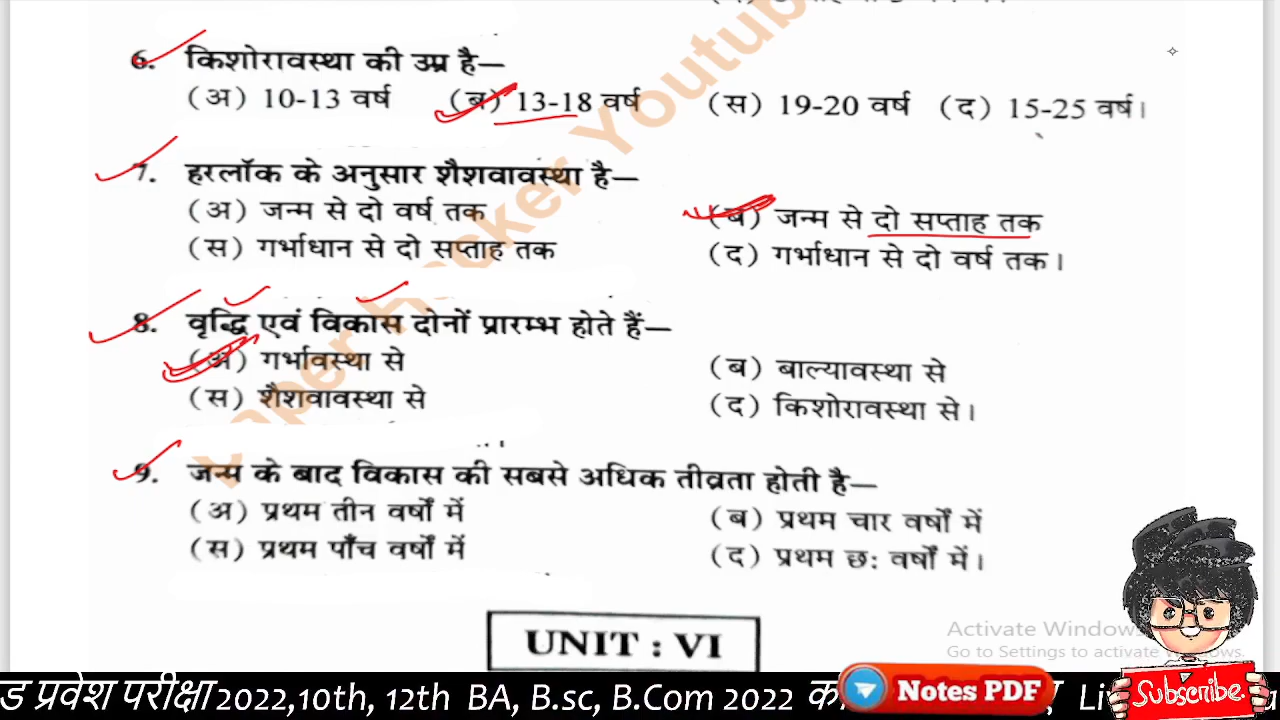 6. किशोरावस्था की उम्र है—
(अ) 10-13 वर्ष (ब) 13-18 वर्ष (स) 19-20 वर्ष (द) 15-25 वर्ष।
7. हरलॉक के अनुसार शैशवावस्था है—
(अ) जन्म से दो वर्ष तक (ब) जन्म से दो सप्ताह तक
(स) गर्भाधान से दो सप्ताह तक (द) गर्भाधान से दो वर्ष तक।
8. वृद्धि एवं विकास दोनों प्रारम्भ होते हैं—
(अ) गर्भावस्था से (ब) बाल्यावस्था से
(स) शैशवावस्था से (द) किशोरावस्था से।
9. जन्म के बाद विकास की सबसे अधिक तीव्रता होती है—
(अ) प्रथम तीन वर्षों में (ब) प्रथम चार वर्षों में
(स) प्रथम पाँच वर्षों में (द) प्रथम छः वर्षों में।
UNIT : VI
Activate Windows
Go to Settings to activate Windows.
ड प्रवेश परीक्षा 2022,10th, 12th BA, B.sc, B.Com 2022
Notes PDF
Subscribe